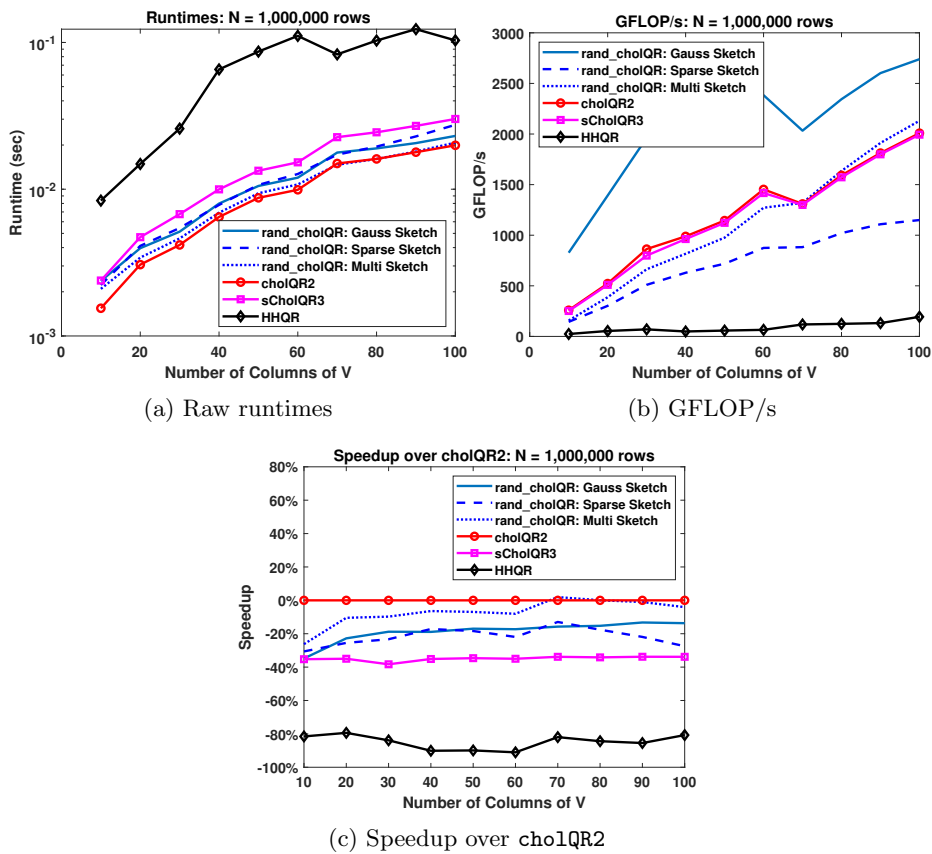 Runtimes: N = 1,000,000 rows
10^-1
10^-2
10^-3
Runtime (sec)
rand_cholQR: Gauss Sketch
rand_cholQR: Sparse Sketch
rand_cholQR: Multi Sketch
cholQR2
sCholQR3
HHQR
0 20 40 60 80 100
Number of Columns of V
(a) Raw runtimes
GFLOP/s: N = 1,000,000 rows
3000
2500
2000
1500
1000
500
0
GFLOP/s
rand_cholQR: Gauss Sketch
rand_cholQR: Sparse Sketch
rand_cholQR: Multi Sketch
cholQR2
sCholQR3
HHQR
0 20 40 60 80 100
Number of Columns of V
(b) GFLOP/s
Speedup over cholQR2: N = 1,000,000 rows
80%
60%
40%
20%
0%
-20%
-40%
-60%
-80%
-100%
Speedup
rand_cholQR: Gauss Sketch
rand_cholQR: Sparse Sketch
rand_cholQR: Multi Sketch
cholQR2
sCholQR3
HHQR
10 20 30 40 50 60 70 80 90 100
Number of Columns of V
(c) Speedup over cholQR2